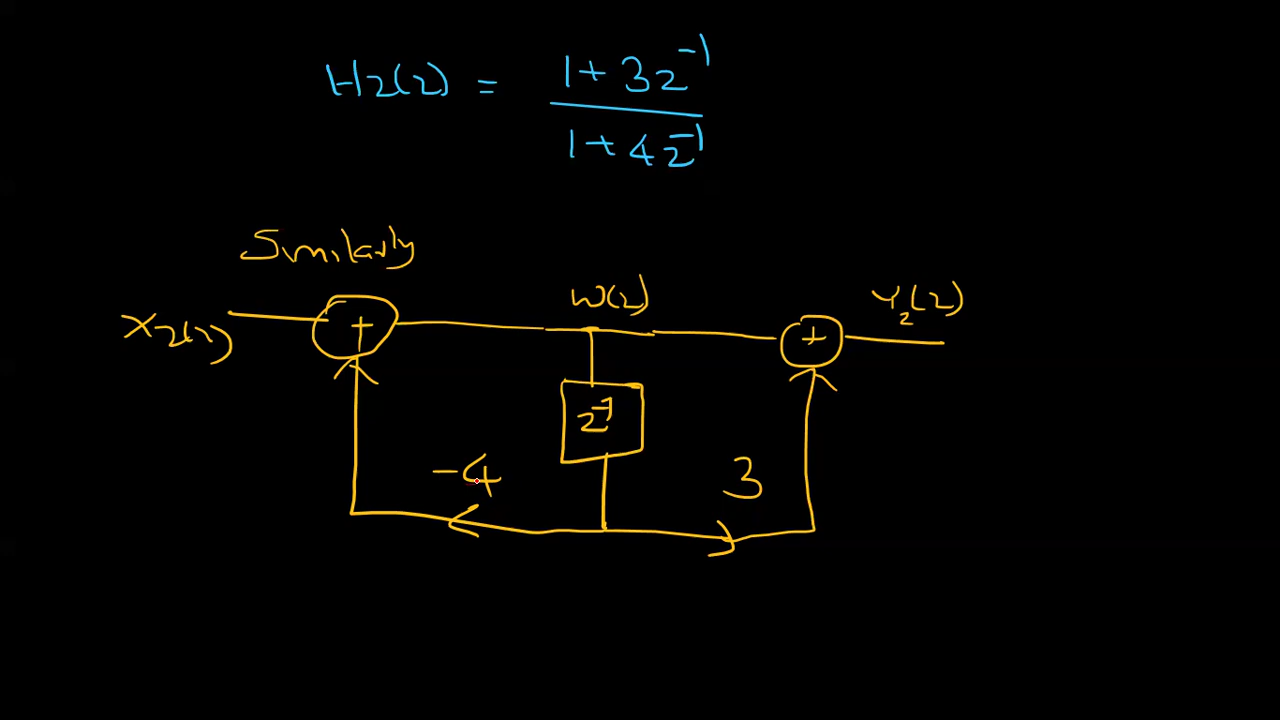 H2(z) = 1 + 3z⁻¹
1 + 4z⁻¹
Similarly
W(z)
Y₂(z)
X2(z)
+
+
z⁻¹
-4
3